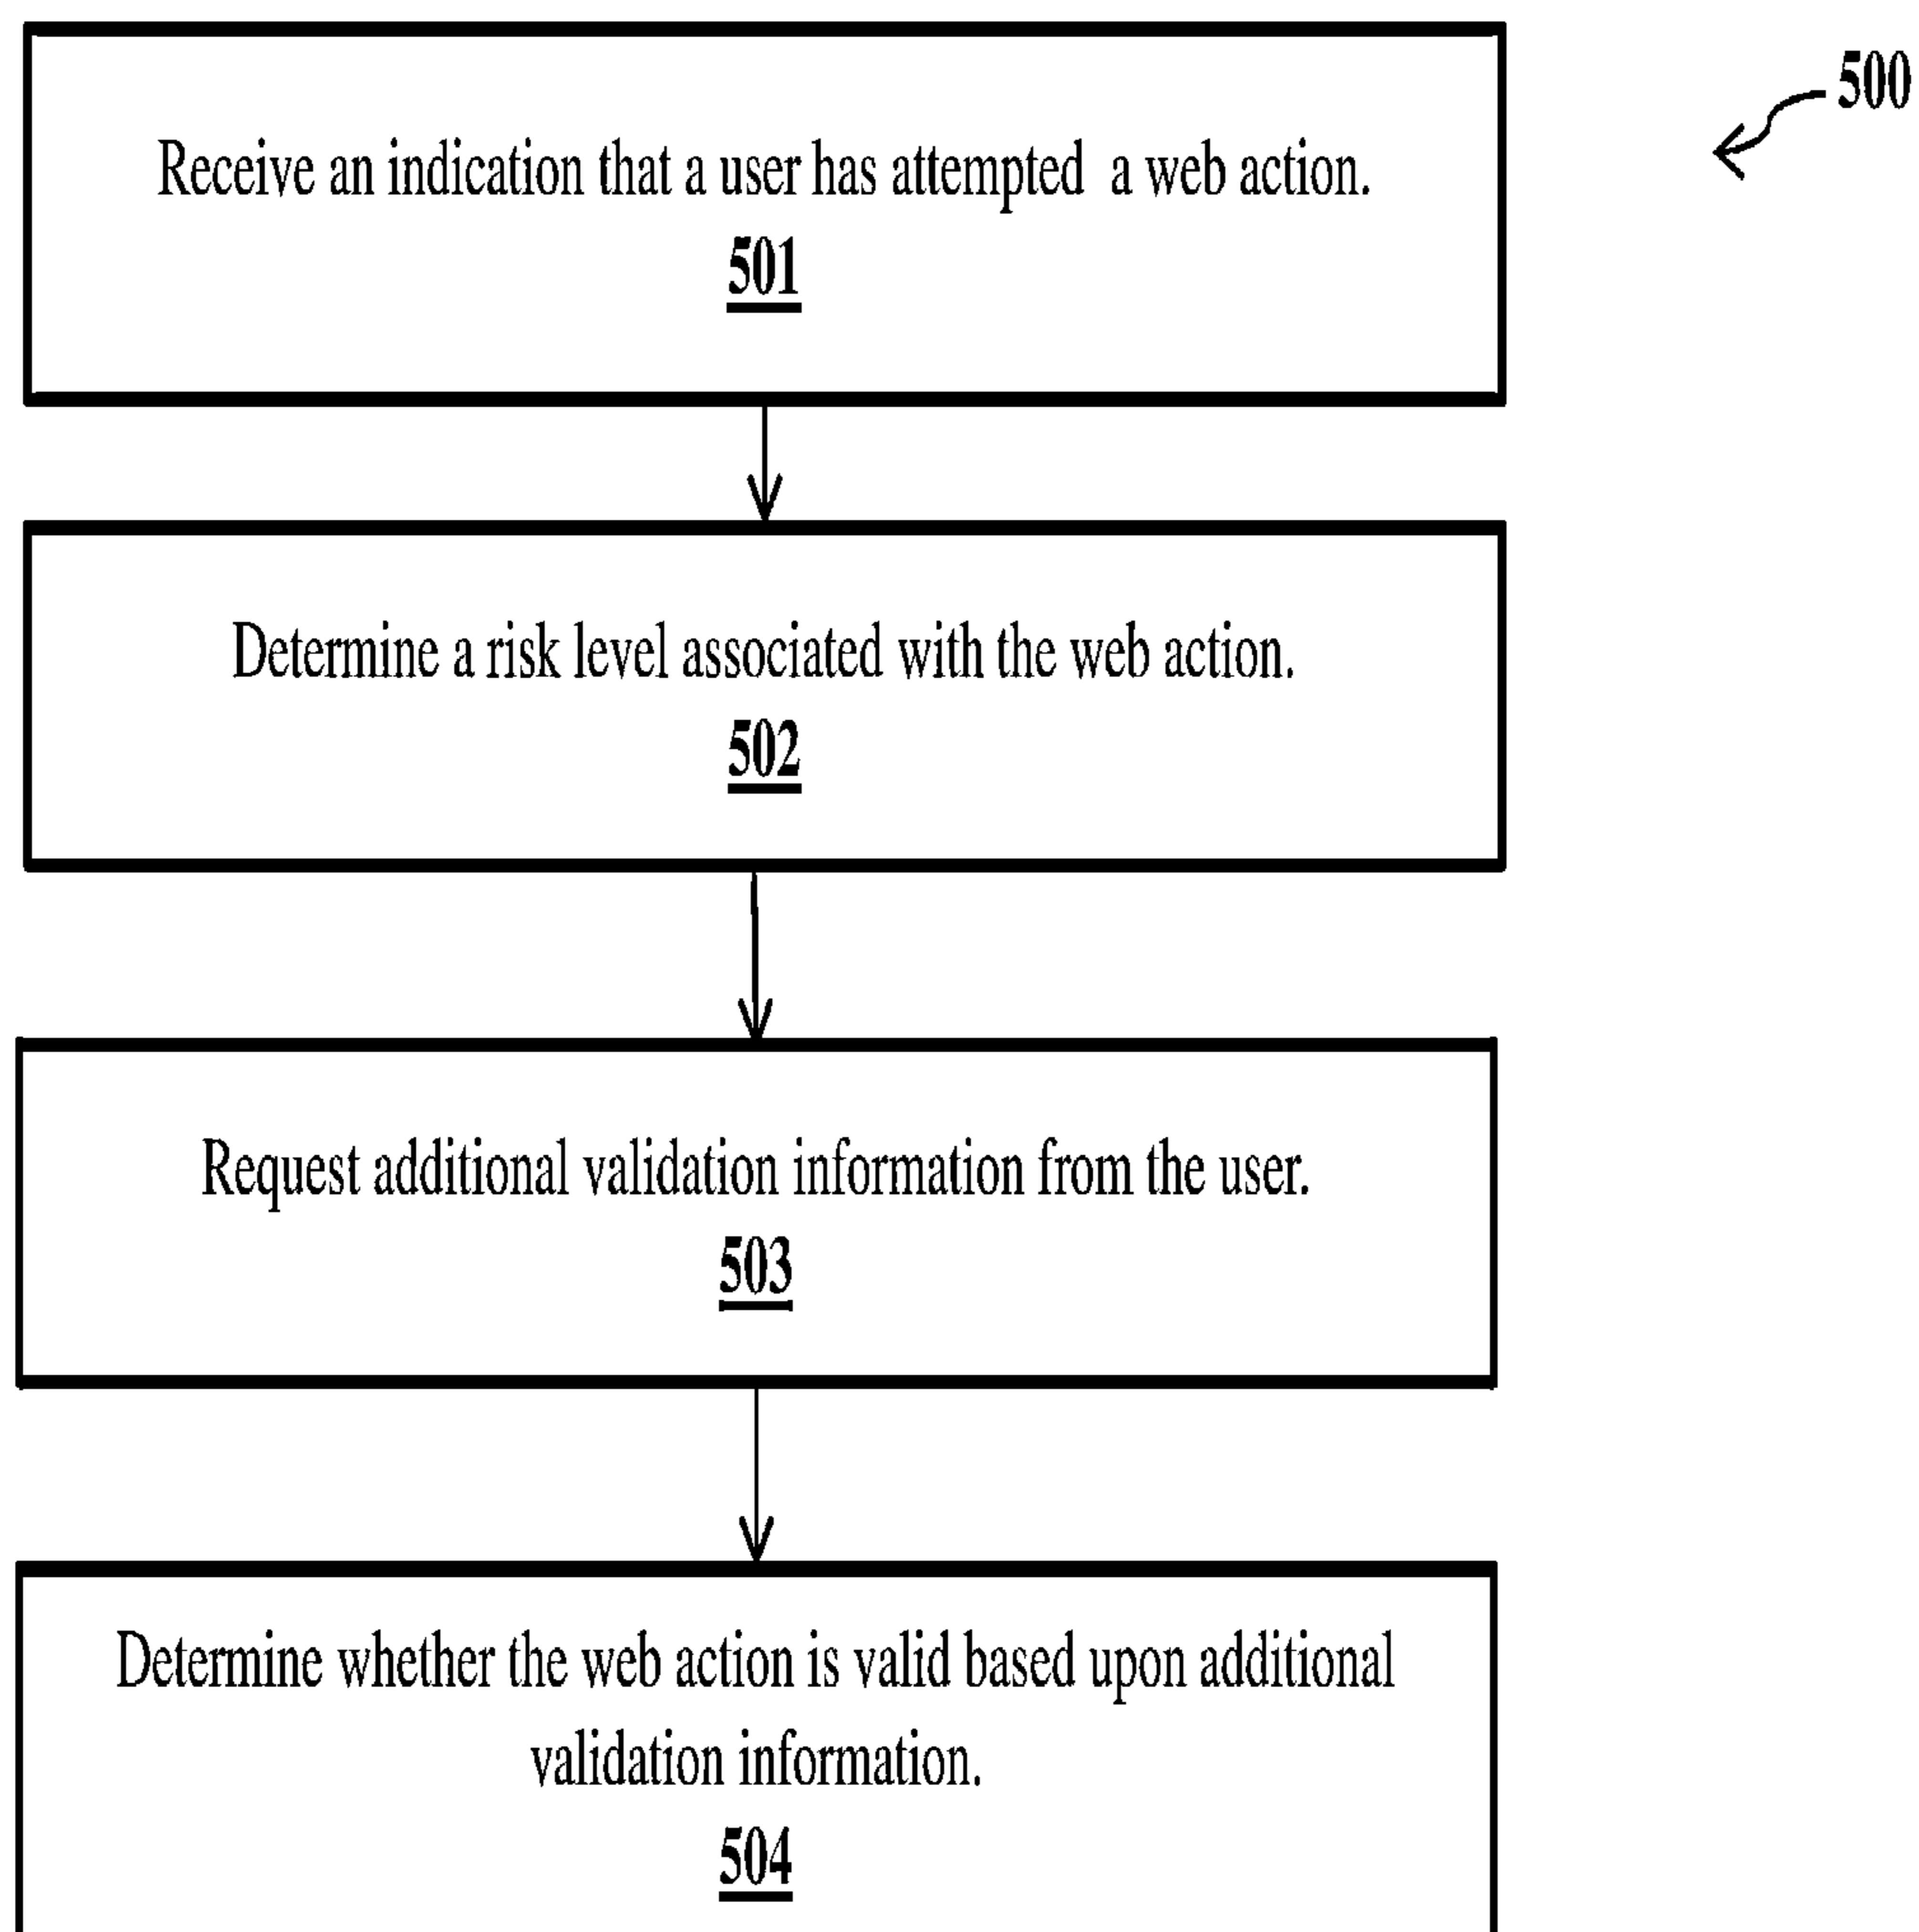 500
Receive an indication that a user has attempted a web action.
501
Determine a risk level associated with the web action.
502
Request additional validation information from the user.
503
Determine whether the web action is valid based upon additional
validation information.
504